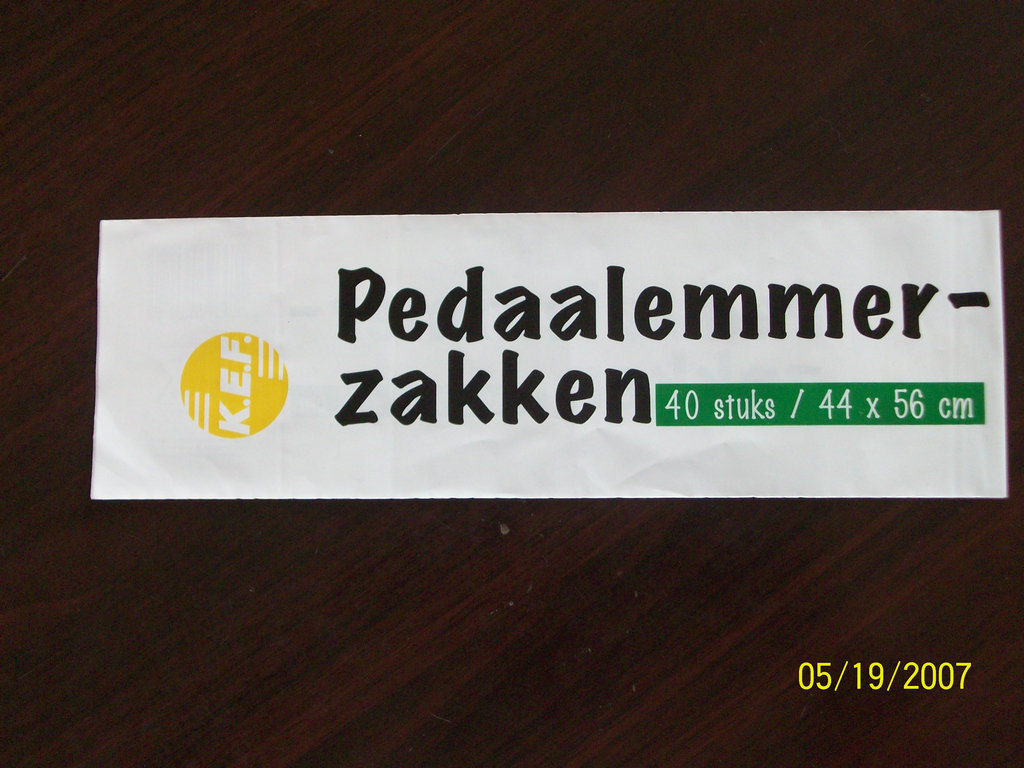 K.E.F.
Pedaalemmer-
zakken
40 stuks / 44 x 56 cm
05/19/2007